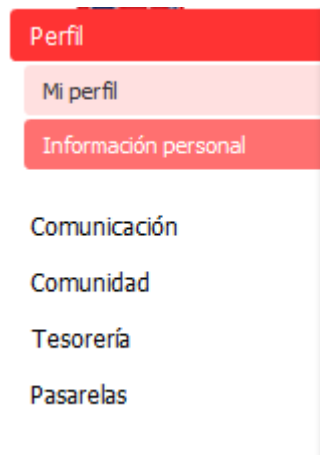 Perfil
Mi perfil
Información personal
Comunicación
Comunidad
Tesorería
Pasarelas